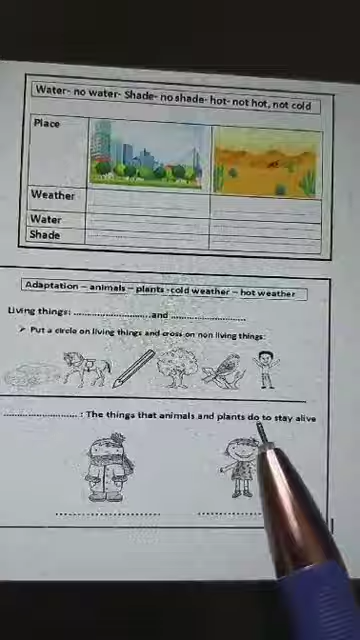 Water- no water- Shade- no shade- hot- not hot, not cold
Place
Weather
Water
Shade
Adaptation – animals – plants -cold weather – hot weather
Living things: ............................and ............................
➤ Put a circle on living things and cross on non living things:
............................ : The things that animals and plants do to stay alive